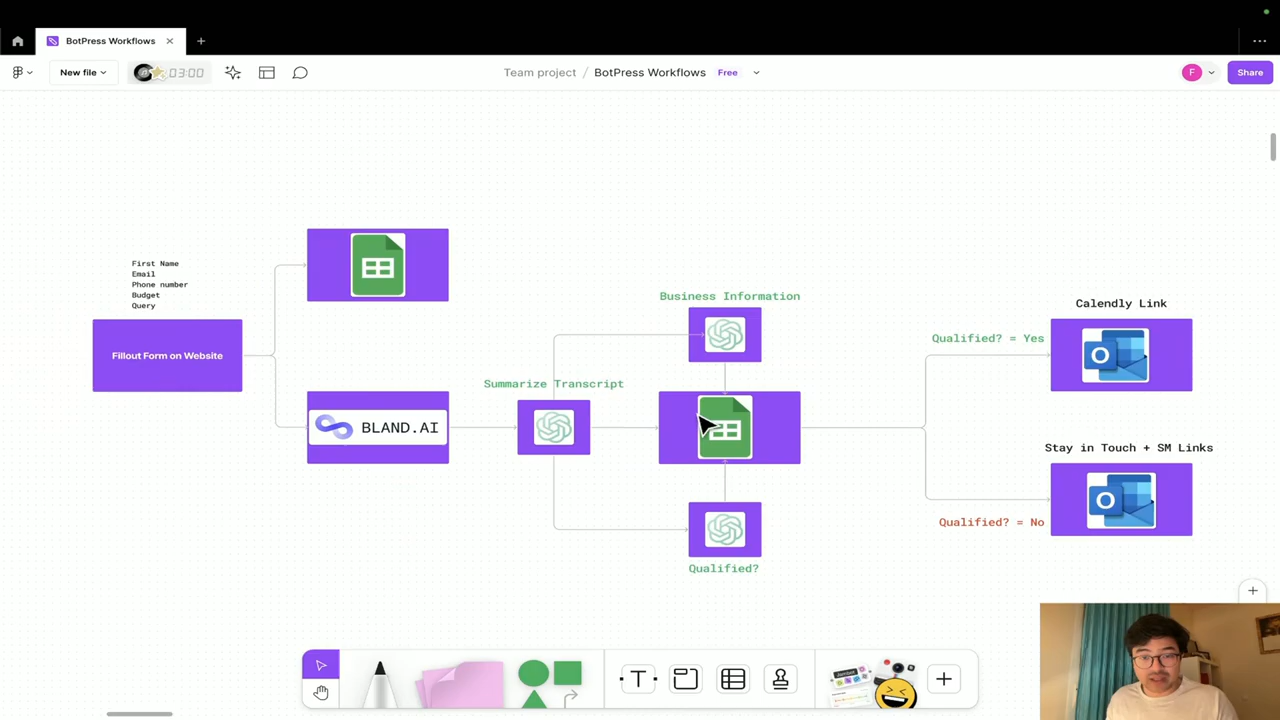 BotPress Workflows
New file
03:00
Team project / BotPress Workflows
Free
F
Share
First Name
Email
Phone number
Budget
Query
Fillout Form on Website
BLAND.AI
Summarize Transcript
Business Information
Qualified?
Qualified? = Yes
Calendly Link
O
Stay in Touch + SM Links
O
Qualified? = No
T